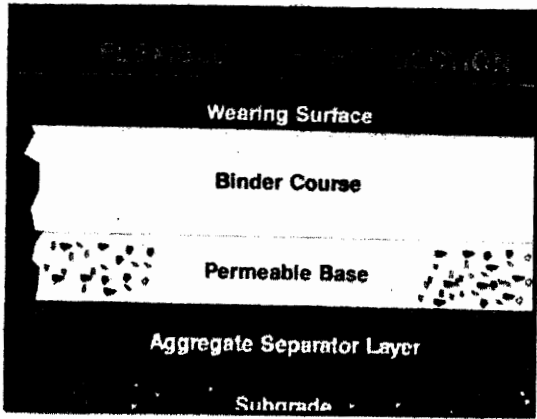 Wearing Surface
Binder Course
Permeable Base
Aggregate Separator Layer
Subgrade